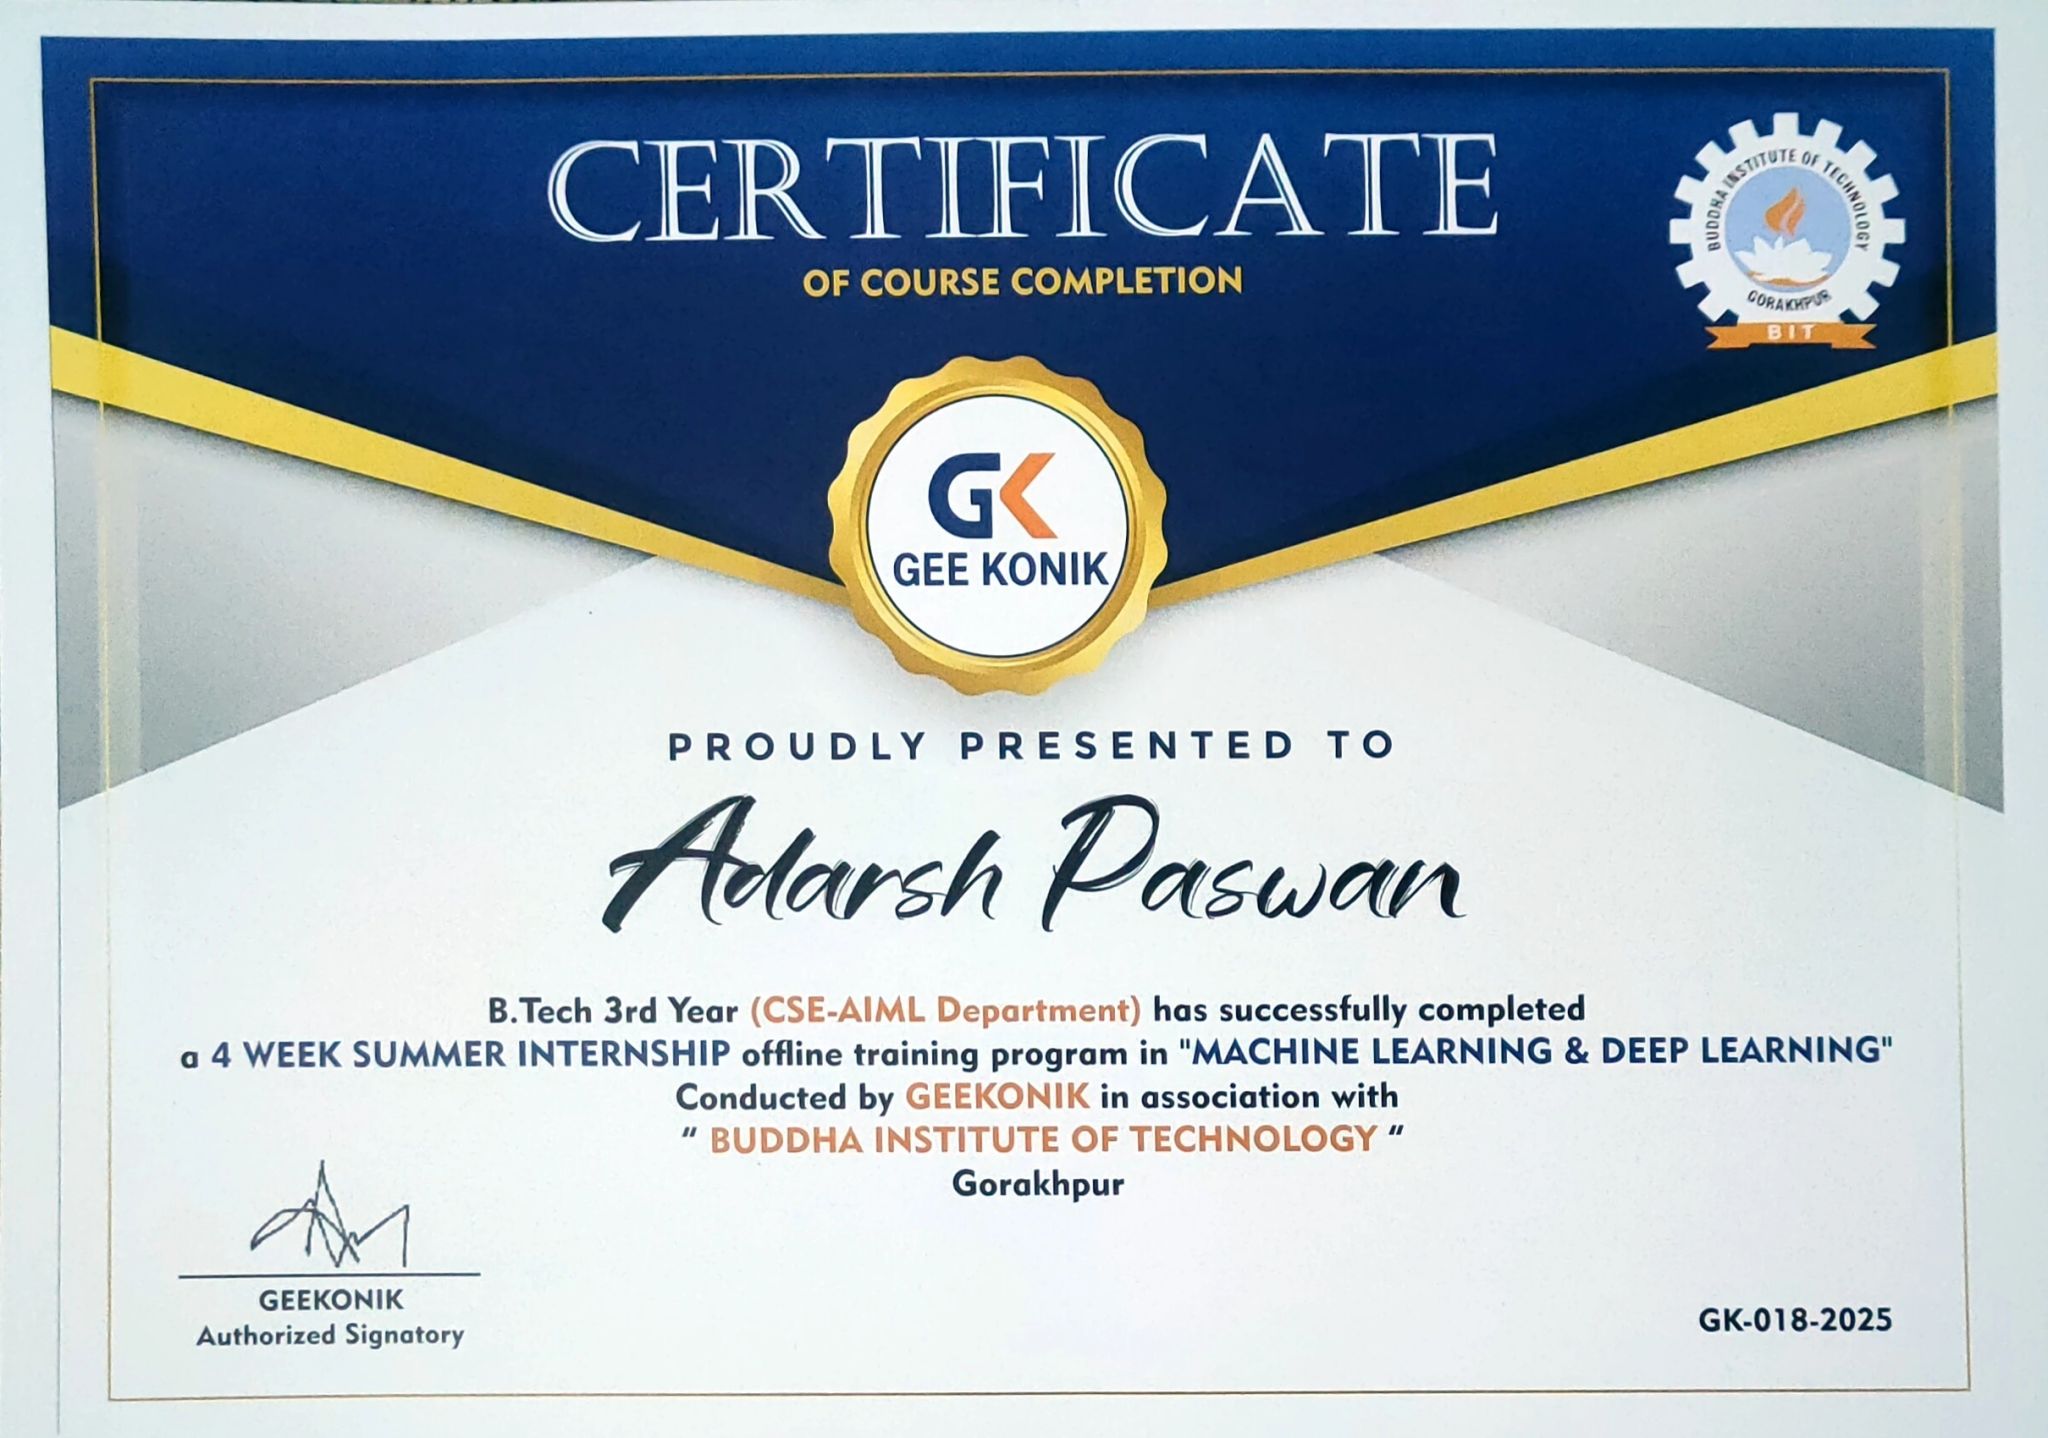 CERTIFICATE
OF COURSE COMPLETION
BUDDHA INSTITUTE OF TECHNOLOGY
GORAKHPUR
BIT
GK
GEE KONIK
PROUDLY PRESENTED TO
Adarsh Paswan
B.Tech 3rd Year (CSE-AIML Department) has successfully completed
a 4 WEEK SUMMER INTERNSHIP offline training program in "MACHINE LEARNING & DEEP LEARNING"
Conducted by GEEKONIK in association with
“ BUDDHA INSTITUTE OF TECHNOLOGY “
Gorakhpur
GEEKONIK
Authorized Signatory
GK-018-2025